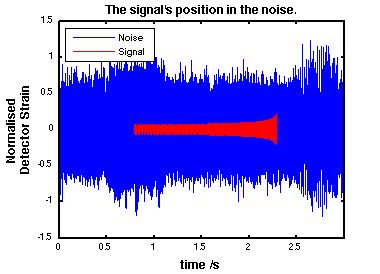 The signal's position in the noise.
1.5
Noise
Signal
1
0.5
0
-0.5
-1
-1.5
Normalised
Detector Strain
0 0.5 1 1.5 2 2.5
time /s